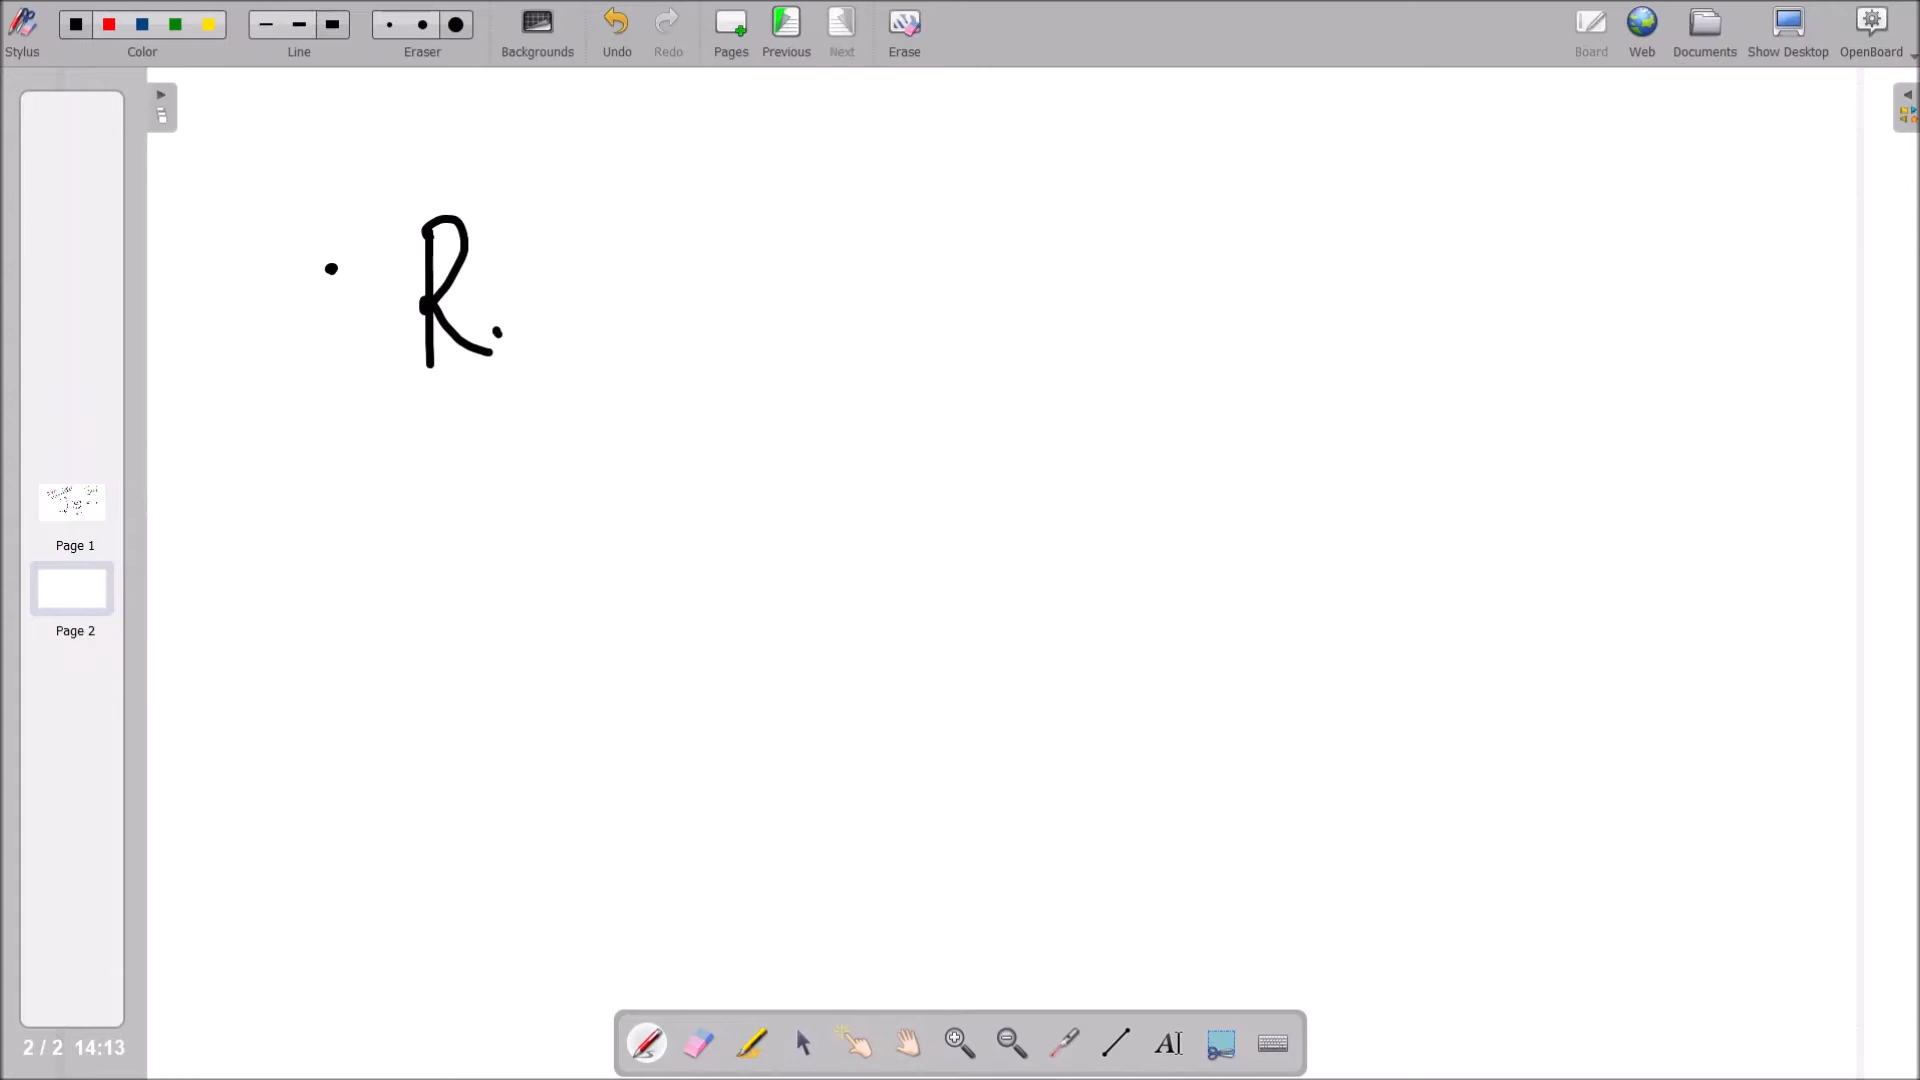 Stylus
Color
Line
Eraser
Backgrounds
Undo
Redo
Pages
Previous
Next
Erase
Board
Web
Documents
Show Desktop
OpenBoard
· R.
Page 1
Page 2
2 / 2 14:13
AI